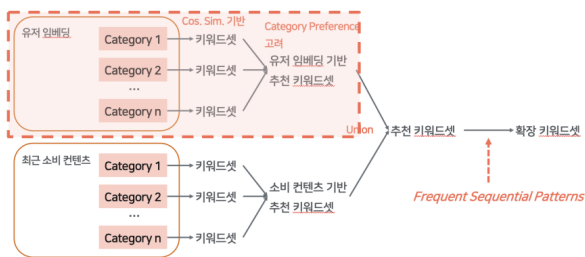 Cos. Sim. 기반
Category Preference
고려
유저 임베딩
Category 1
키워드셋
Category 2
키워드셋
...
Category n
키워드셋
유저 임베딩 기반
추천 키워드셋
Union
추천 키워드셋
확장 키워드셋
Frequent Sequential Patterns
최근 소비 컨텐츠
Category 1
키워드셋
Category 2
키워드셋
...
Category n
키워드셋
소비 컨텐츠 기반
추천 키워드셋